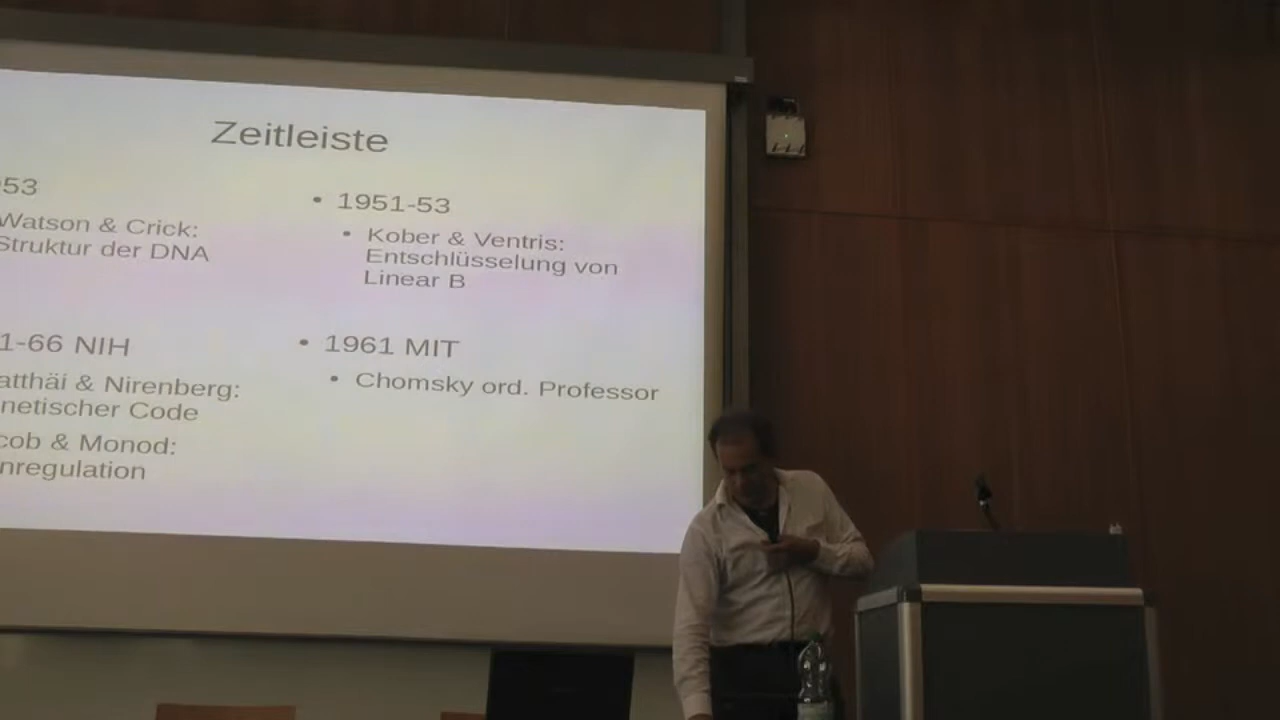 Zeitleiste
53
Watson & Crick:
Struktur der DNA
1-66 NIH
atthäi & Nirenberg:
netischer Code
cob & Monod:
nregulation
• 1951-53
• Kober & Ventris:
Entschlüsselung von
Linear B
• 1961 MIT
• Chomsky ord. Professor